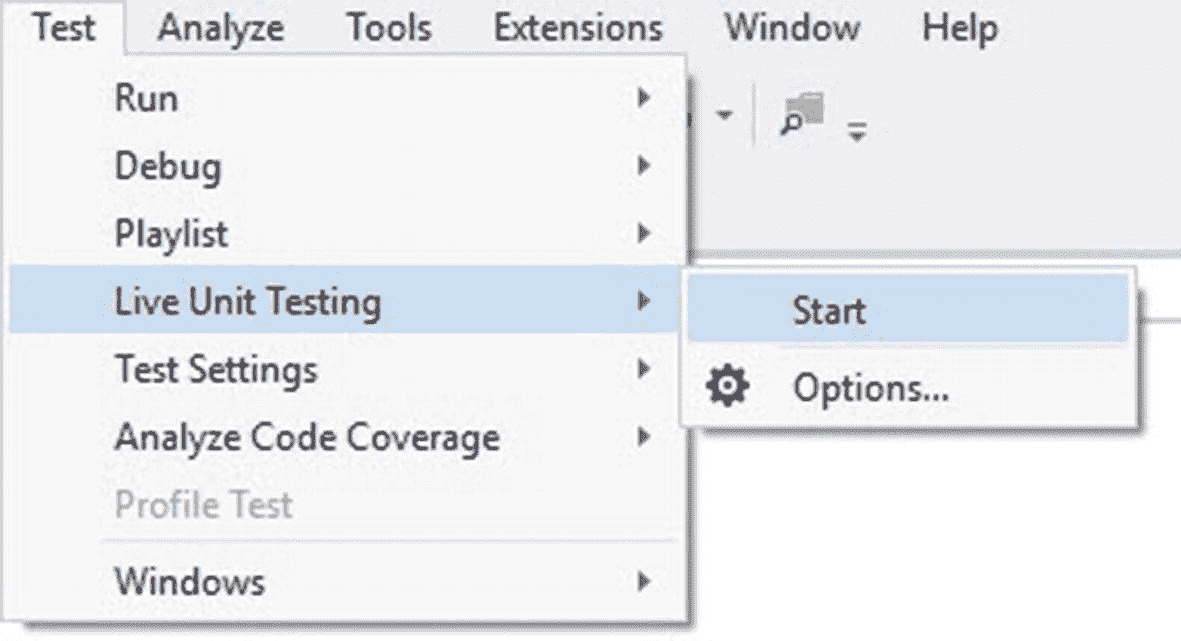 Test Analyze Tools Extensions Window Help
Run
Debug
Playlist
Live Unit Testing
Start
Test Settings
Options...
Analyze Code Coverage
Profile Test
Windows